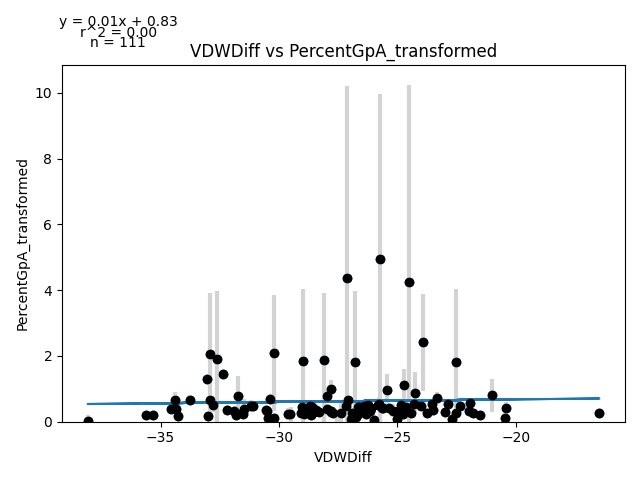 y = 0.01x + 0.83
r^2 = 0.00
n = 111
VDWDiff vs PercentGpA_transformed
PercentGpA_transformed
10
8
6
4
2
0
−35
−30
−25
−20
VDWDiff